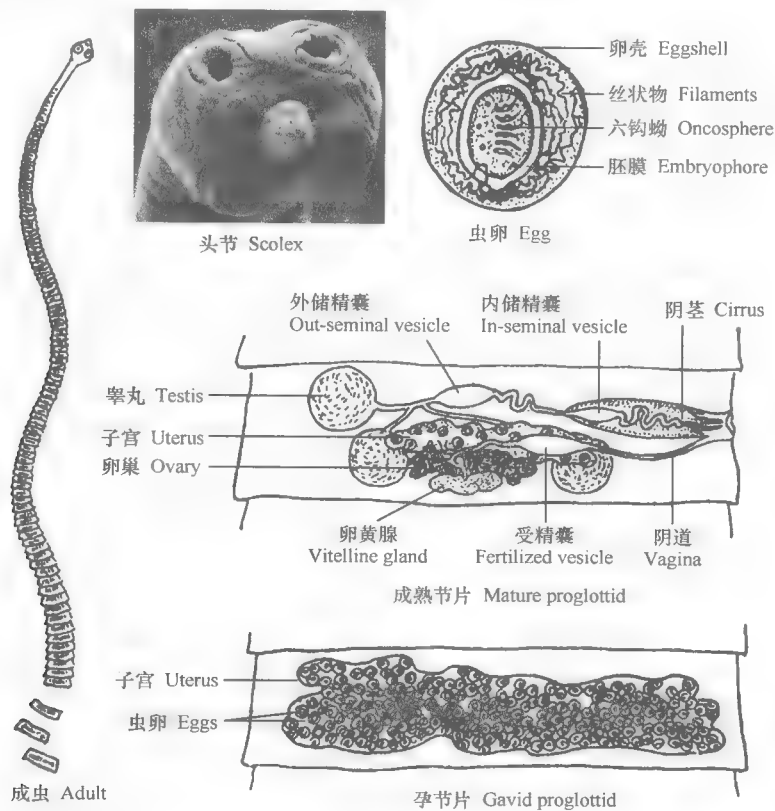 卵壳 Eggshell
丝状物 Filaments
六钩蚴 Oncosphere
胚膜 Embryophore
头节 Scolex
虫卵 Egg
外储精囊
Out-seminal vesicle
内储精囊
In-seminal vesicle
阴茎 Cirrus
睾丸 Testis
子宫 Uterus
卵巢 Ovary
卵黄腺
Vitelline gland
受精囊
Fertilized vesicle
阴道
Vagina
成熟节片 Mature proglottid
子宫 Uterus
虫卵 Eggs
成虫 Adult
孕节片 Gavid proglottid